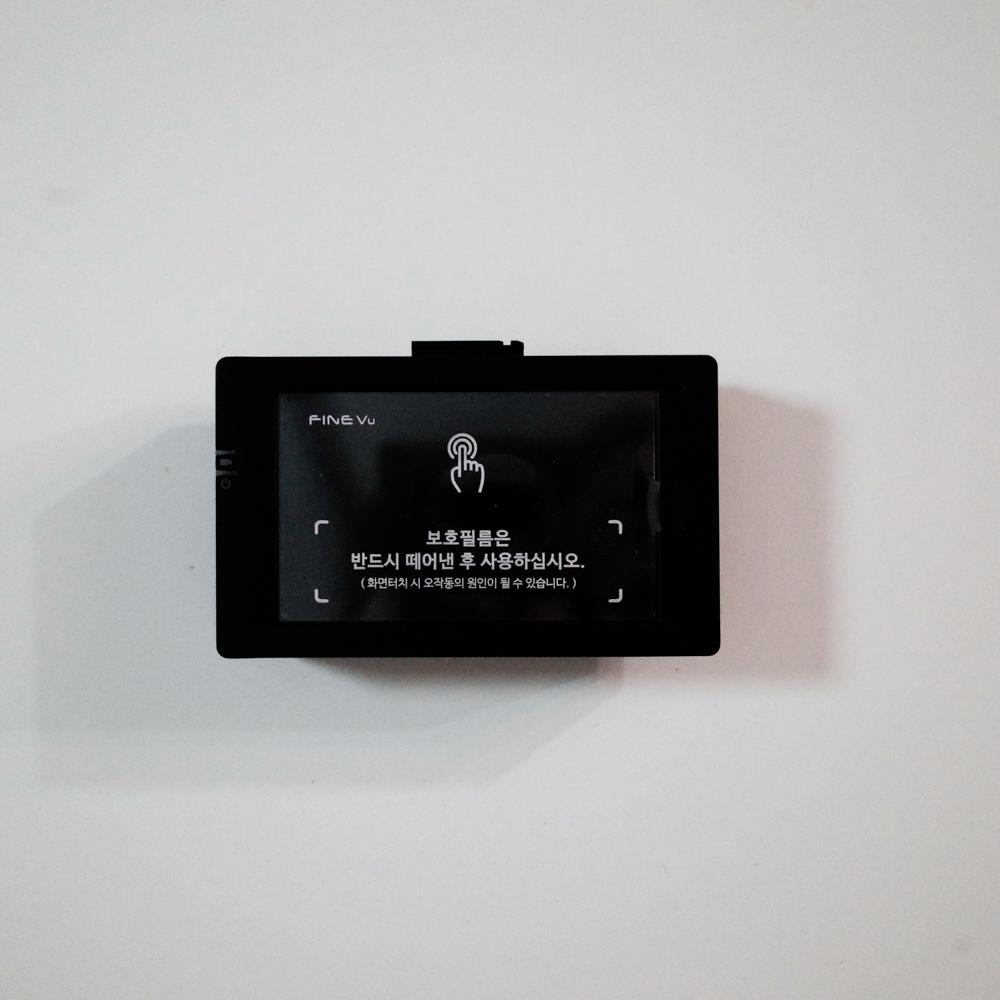 FINEVu
보호필름은
반드시 떼어낸 후 사용하십시오.
( 화면터치 시 오작동의 원인이 될 수 있습니다. )